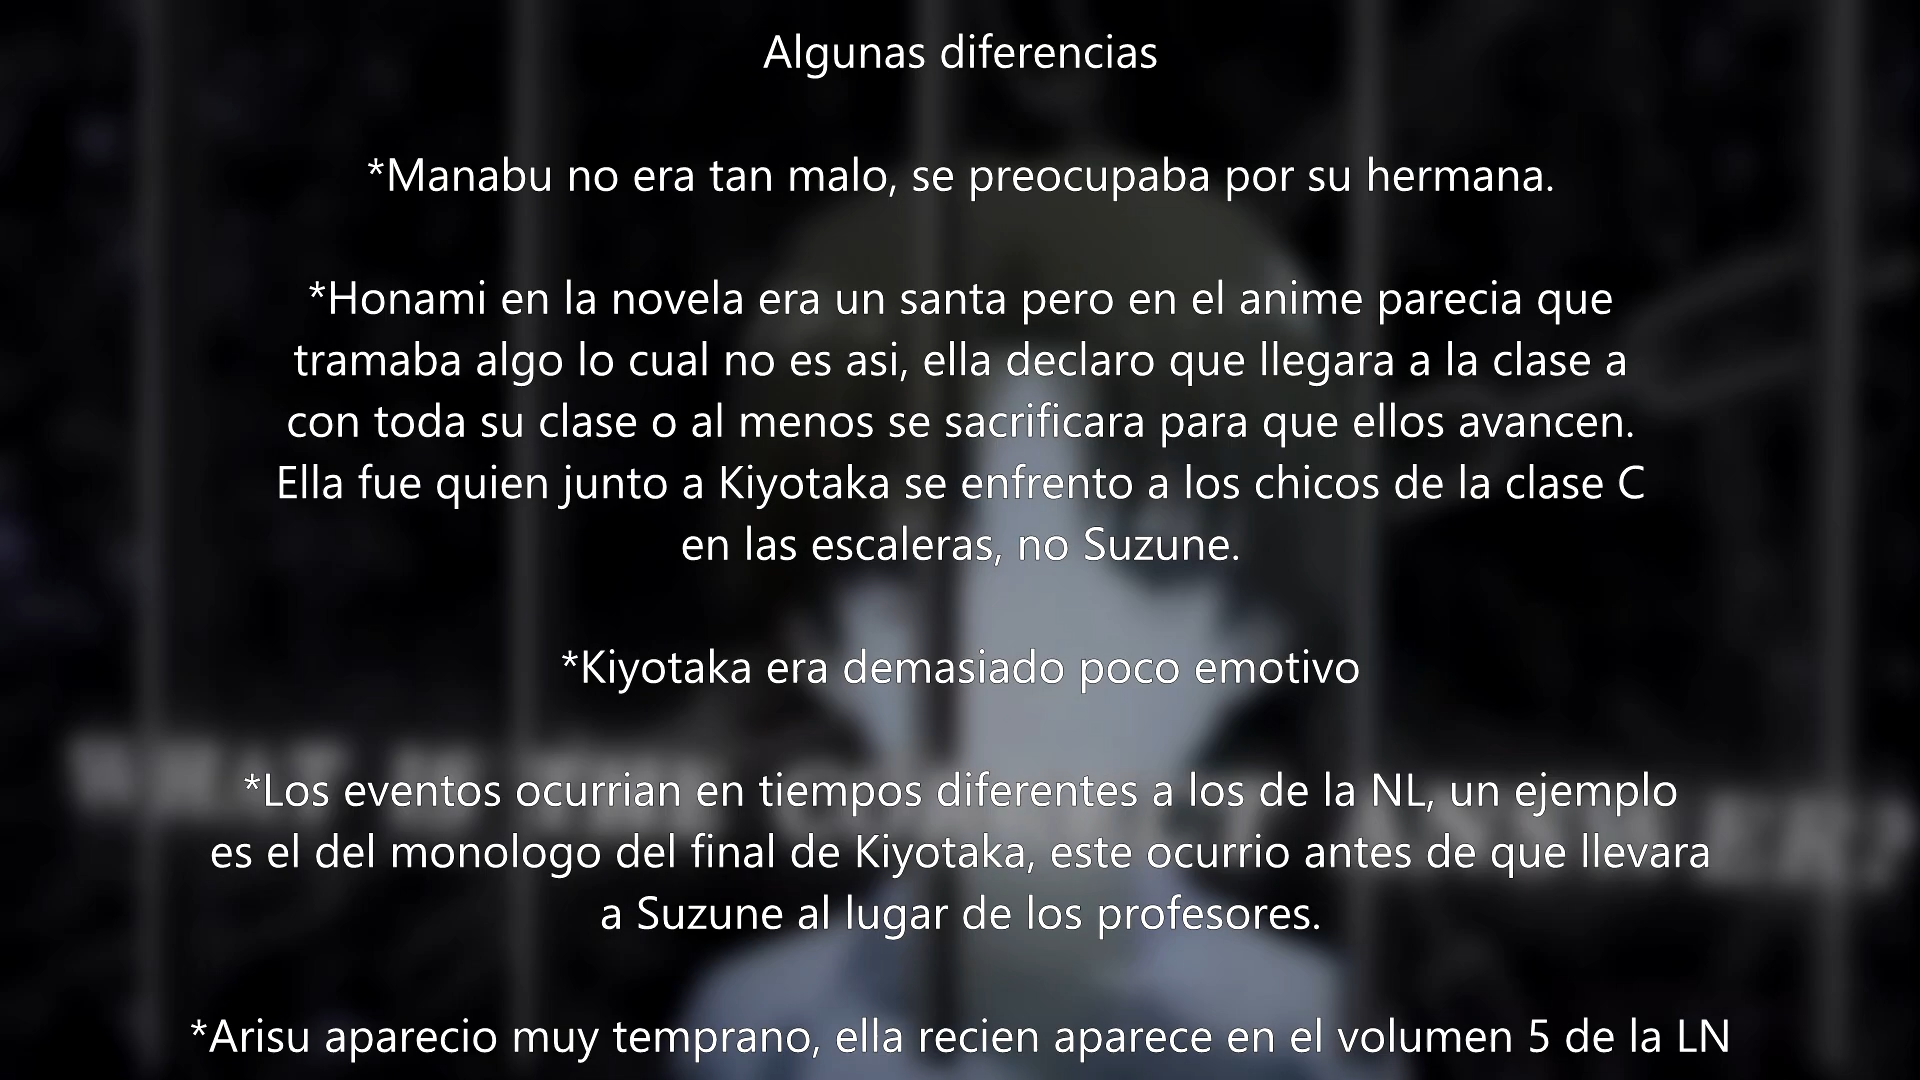 Algunas diferencias
*Manabu no era tan malo, se preocupaba por su hermana.
*Honami en la novela era un santa pero en el anime parecia que
tramaba algo lo cual no es asi, ella declaro que llegara a la clase a
con toda su clase o al menos se sacrificara para que ellos avancen.
Ella fue quien junto a Kiyotaka se enfrento a los chicos de la clase C
en las escaleras, no Suzune.
*Kiyotaka era demasiado poco emotivo
*Los eventos ocurrian en tiempos diferentes a los de la NL, un ejemplo
es el del monologo del final de Kiyotaka, este ocurrio antes de que llevara
a Suzune al lugar de los profesores.
*Arisu aparecio muy temprano, ella recien aparece en el volumen 5 de la LN